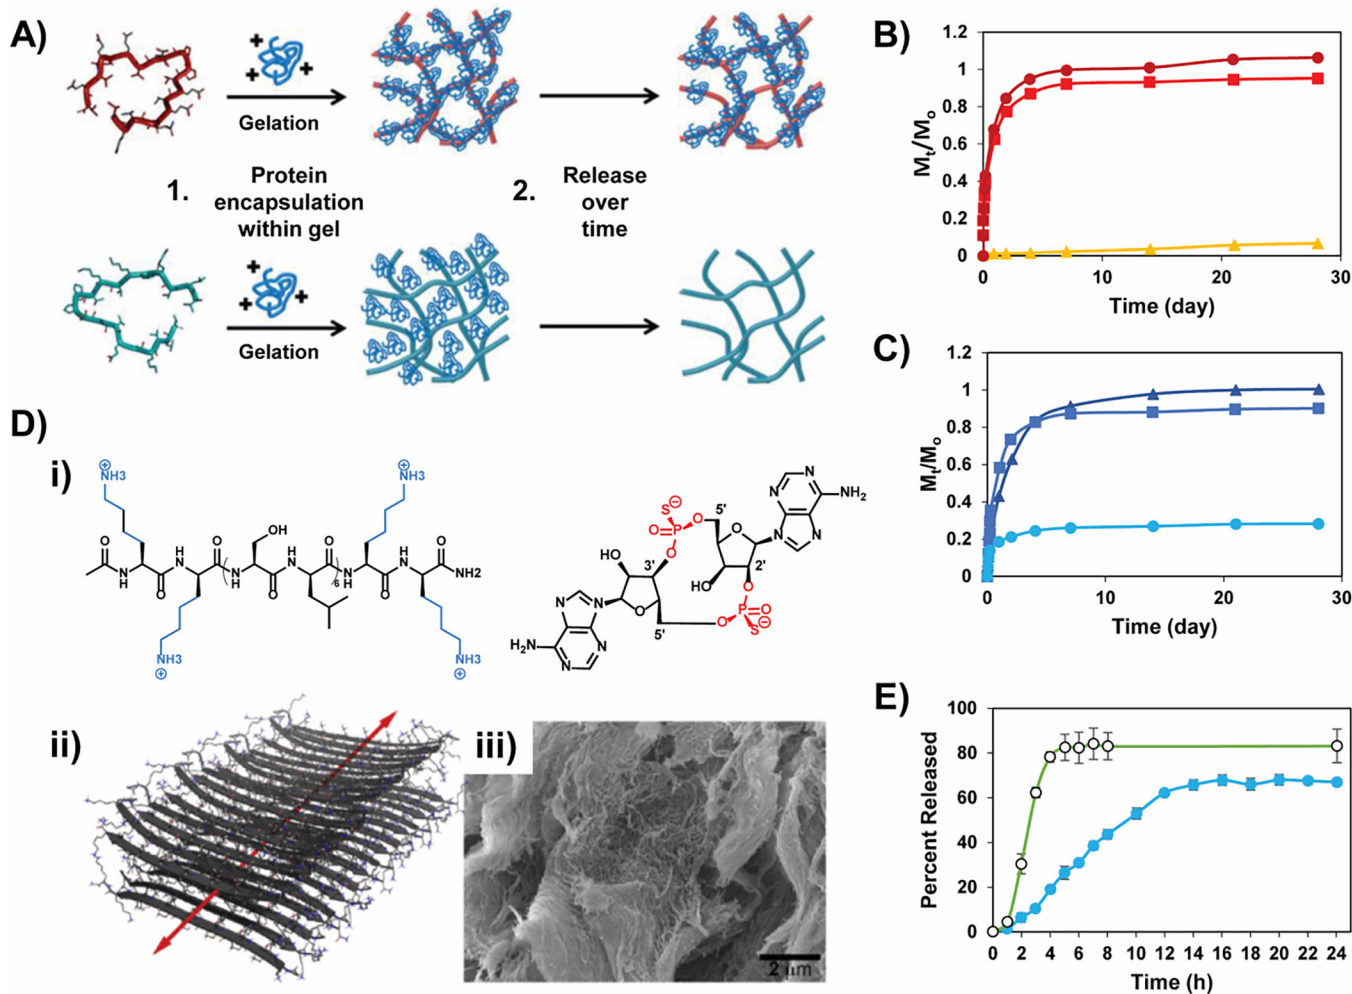 A)
+
+
+
Gelation
1.
Protein
encapsulation
within gel
2.
Release
over
time
+
+
+
Gelation
B)
1.2
1
0.8
0.6
0.4
0.2
0
0
10
20
30
Mt/Mo
Time (day)
C)
1.2
1
0.8
0.6
0.4
0.2
0
0
10
20
30
Mt/Mo
Time (day)
D)
i)
⊕
NH3
⊕
NH3
O
N
H
H
N
O
O
N
H
OH
H
N
O
O
6
N
H
H
N
O
O
NH2
NH3
⊕
NH3
⊕
N
N
N
N
NH2
5'
S⊖
O=P
O
O
O
HO
3'
HO
2'
O
P=O
S⊖
O
O
5'
N
N
N
N
H2N
ii)
iii)
2 μm
E)
100
80
60
40
20
0
0 2 4 6 8 10 12 14 16 18 20 22 24
Percent Released
Time (h)